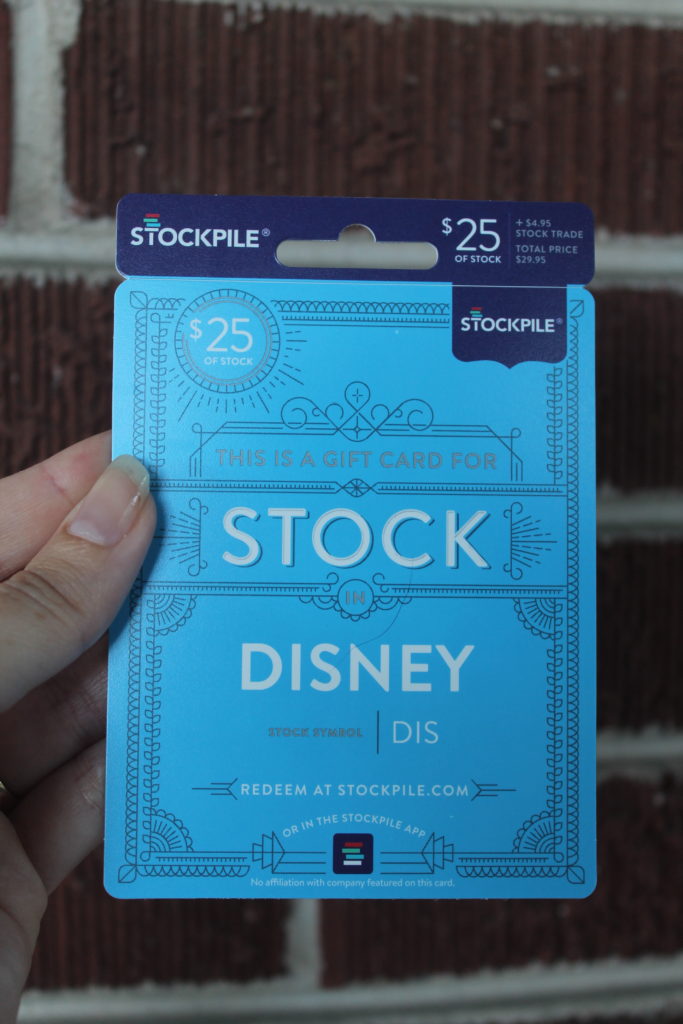 STOCKPILE®
$25
OF STOCK
+ $4.95
STOCK TRADE
TOTAL PRICE
$29.95
$25
OF STOCK
STOCKPILE®
THIS IS A GIFT CARD FOR
STOCK
IN
DISNEY
STOCK SYMBOL | DIS
REDEEM AT STOCKPILE.COM
OR IN THE STOCKPILE APP
No affiliation with company featured on this card.